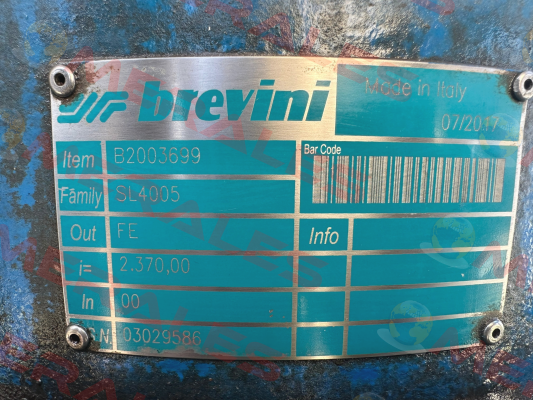 brevini
Made in Italy
07/2017
Item B2003699
Bar Code
Family SL4005
Out FE
Info
i= 2.370,00
In 00
S.N. 03029586